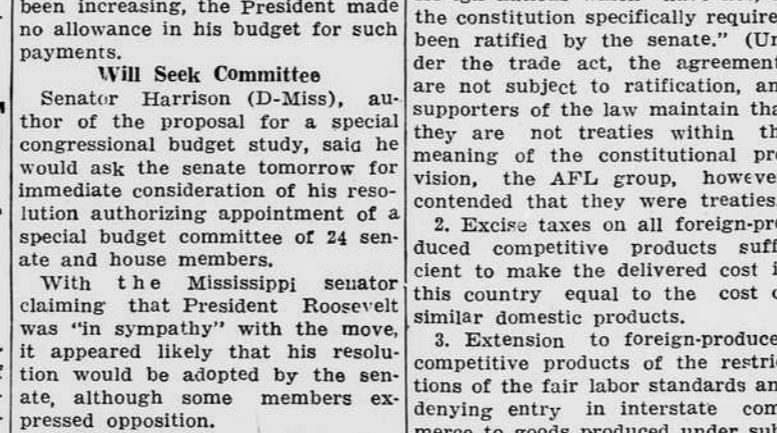 been increasing, the President made
no allowance in his budget for such
payments.
Will Seek Committee
Senator Harrison (D-Miss), au-
thor of the proposal for a special
congressional budget study, said he
would ask the senate tomorrow for
immediate consideration of his reso-
lution authorizing appointment of a
special budget committee of 24 sen-
ate and house members.
With the Mississippi senator
claiming that President Roosevelt
was "in sympathy" with the move,
it appeared likely that his resolu-
tion would be adopted by the sen-
ate, although some members ex-
pressed opposition.
the constitution specifically require
been ratified by the senate." (Un
der the trade act, the agreement
are not subject to ratification, an
supporters of the law maintain tha
they are not treaties within th
meaning of the constitutional pro
vision, the AFL group, howeve
contended that they were treaties.
2. Excise taxes on all foreign-pro
duced competitive products suffi
cient to make the delivered cost i
this country equal to the cost o
similar domestic products.
3. Extension to foreign-produce
competitive products of the restri
tions of the fair labor standards an
denying entry in interstate com
merce to goods produced under sub